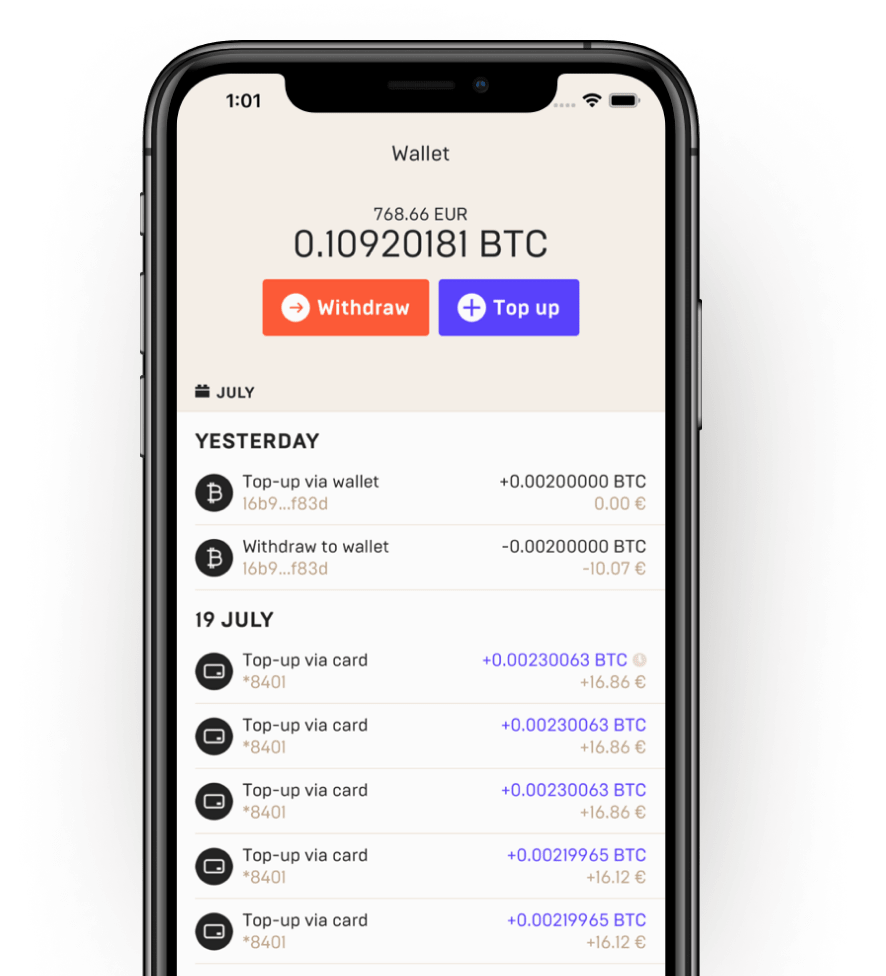 1:01
Wallet
768.66 EUR
0.10920181 BTC
Withdraw Top up
JULY
YESTERDAY
Top-up via wallet +0.00200000 BTC
16b9...f83d 0.00 €
Withdraw to wallet -0.00200000 BTC
16b9...f83d -10.07 €
19 JULY
Top-up via card +0.00230063 BTC
*8401 +16.86 €
Top-up via card +0.00230063 BTC
*8401 +16.86 €
Top-up via card +0.00230063 BTC
*8401 +16.86 €
Top-up via card +0.00219965 BTC
*8401 +16.12 €
Top-up via card +0.00219965 BTC
*8401 +16.12 €